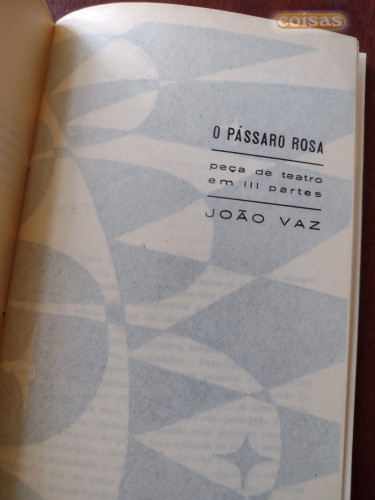 coisas
O PÁSSARO ROSA
peça de teatro
em III partes
JOÃO VAZ